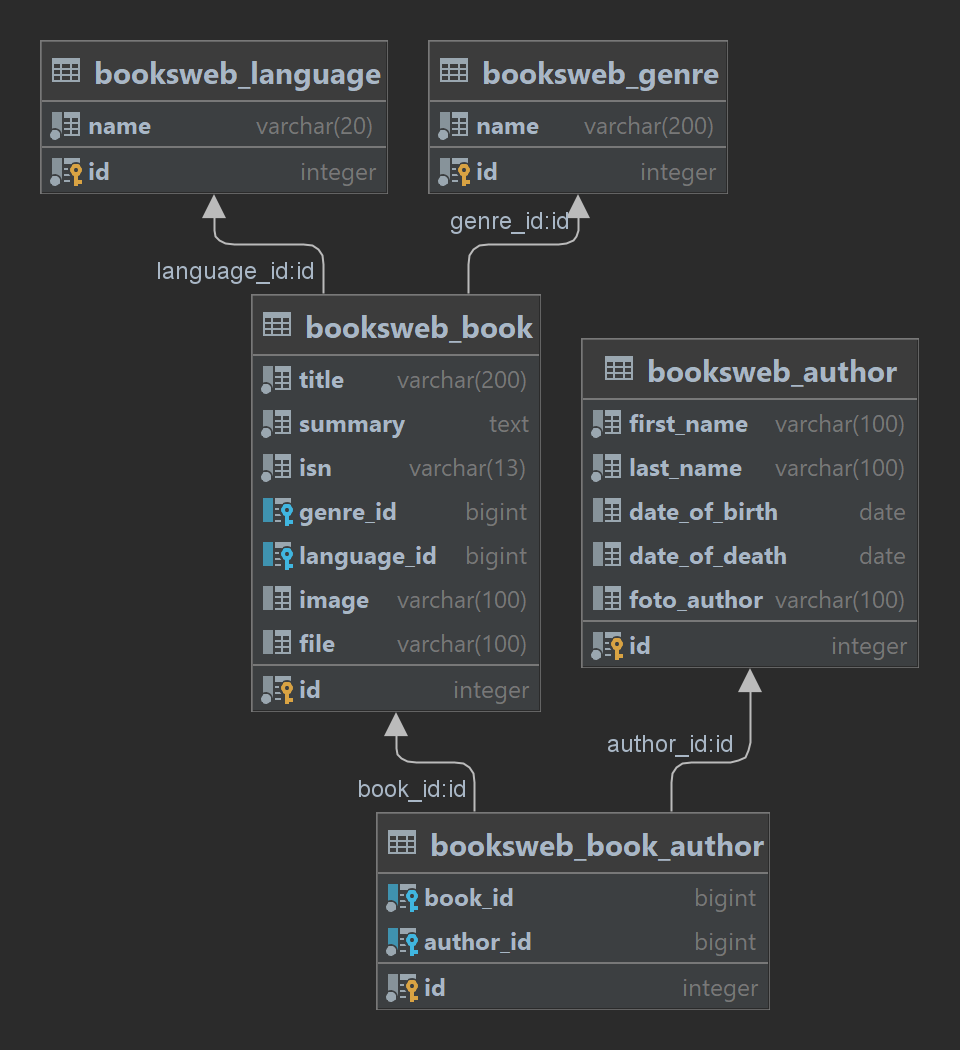 booksweb_language
name varchar(20)
id integer
booksweb_genre
name varchar(200)
id integer
genre_id:id
language_id:id
booksweb_book
title varchar(200)
summary text
isn varchar(13)
genre_id bigint
language_id bigint
image varchar(100)
file varchar(100)
id integer
booksweb_author
first_name varchar(100)
last_name varchar(100)
date_of_birth date
date_of_death date
foto_author varchar(100)
id integer
author_id:id
book_id:id
booksweb_book_author
book_id bigint
author_id bigint
id integer